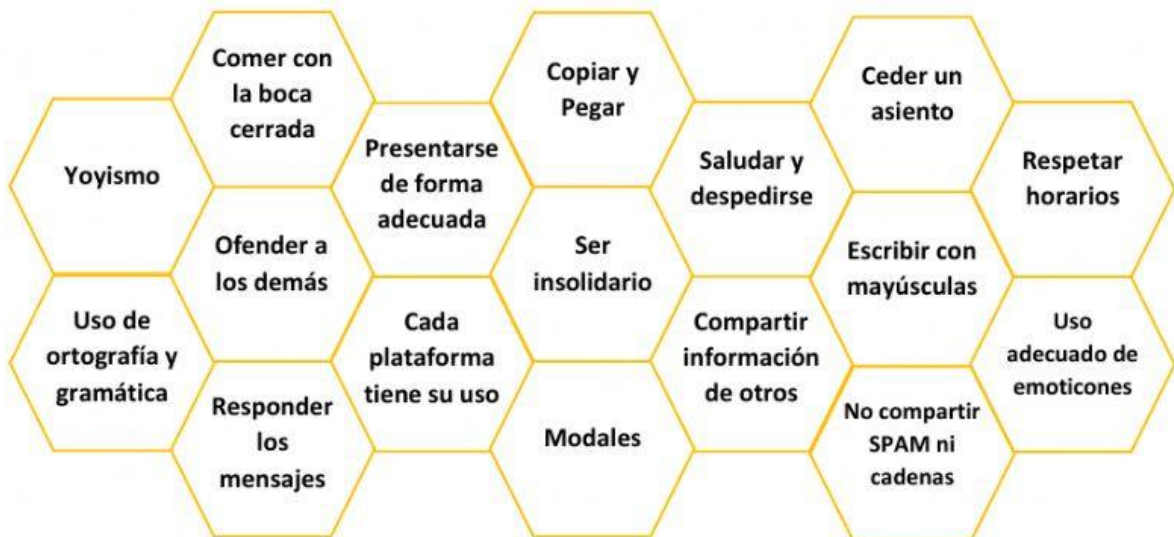 Yoyismo
Uso de
ortografía y
gramática
Comer con
la boca
cerrada
Ofender a
los demás
Responder
los
mensajes
Presentarse
de forma
adecuada
Cada
plataforma
tiene su uso
Copiar y
Pegar
Ser
insolidario
Modales
Saludar y
despedirse
Compartir
información
de otros
Ceder un
asiento
Escribir con
mayúsculas
No compartir
SPAM ni
cadenas
Respetar
horarios
Uso
adecuado de
emoticones